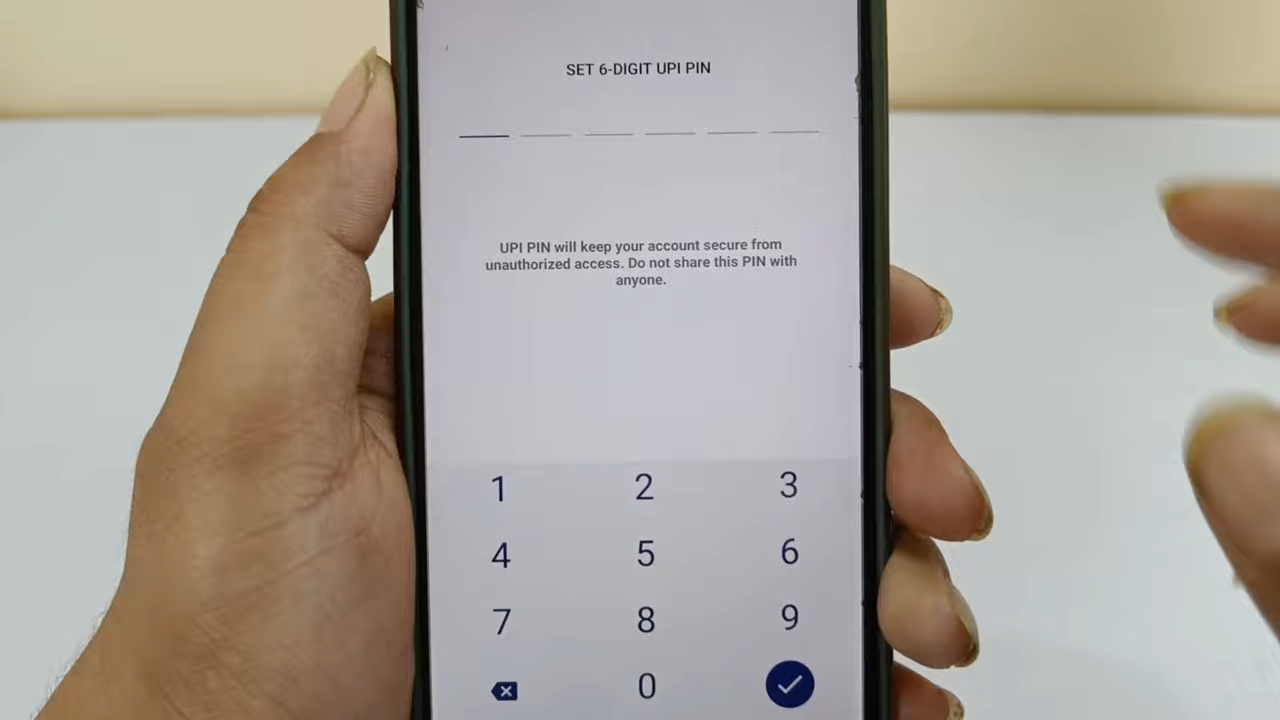 SET 6-DIGIT UPI PIN
UPI PIN will keep your account secure from
unauthorized access. Do not share this PIN with
anyone.
1 2 3
4 5 6
7 8 9
0